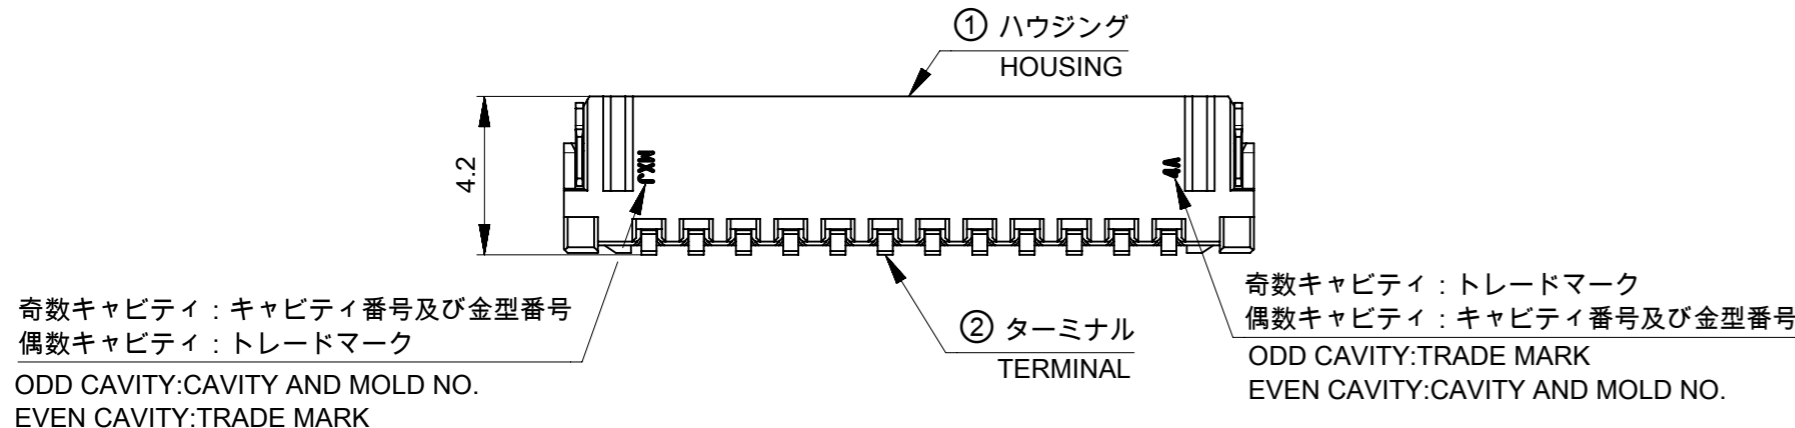 ① ハウジング
HOUSING
4.2
MXJ
VA
奇数キャビティ：キャビティ番号及び金型番号
偶数キャビティ：トレードマーク
ODD CAVITY:CAVITY AND MOLD NO.
EVEN CAVITY:TRADE MARK
② ターミナル
TERMINAL
奇数キャビティ：トレードマーク
偶数キャビティ：キャビティ番号及び金型番号
ODD CAVITY:TRADE MARK
EVEN CAVITY:CAVITY AND MOLD NO.